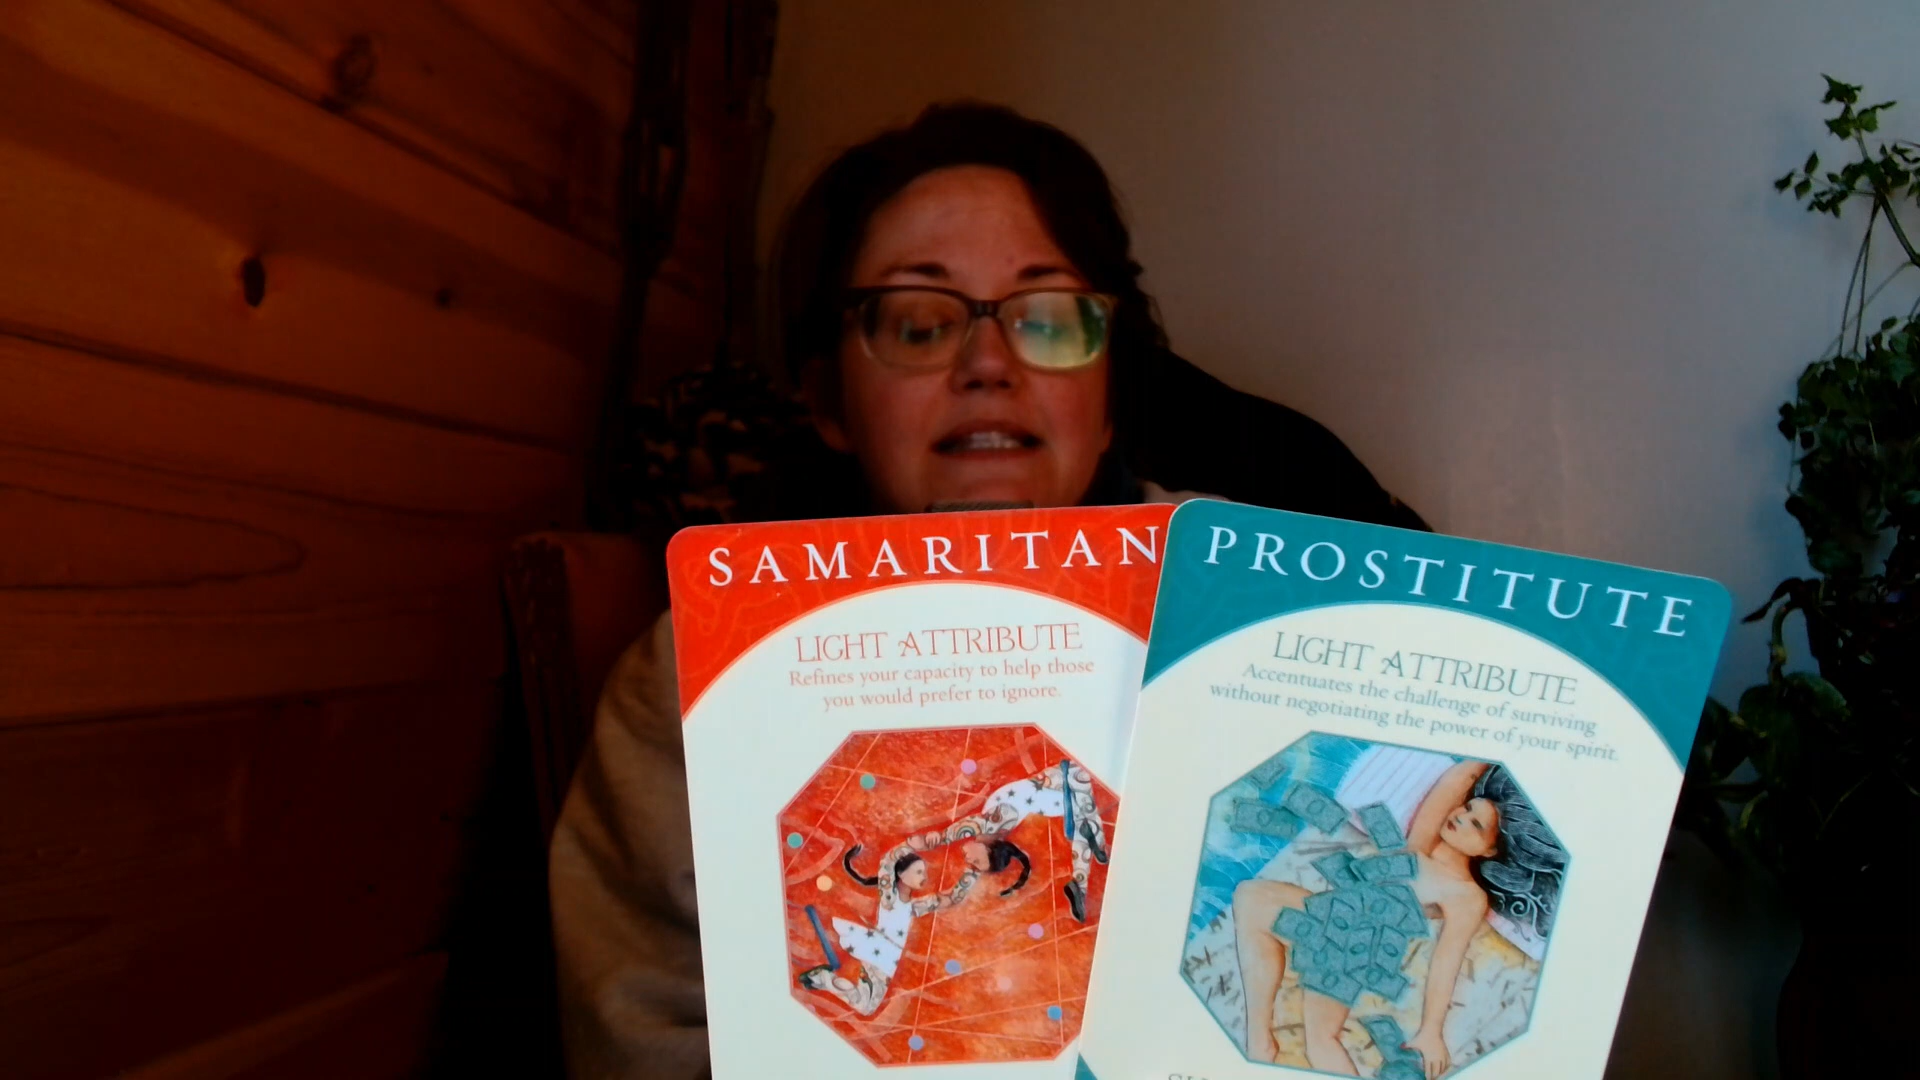 SAMARITAN
LIGHT ATTRIBUTE
Refines your capacity to help those
you would prefer to ignore.
PROSTITUTE
LIGHT ATTRIBUTE
Accentuates the challenge of surviving
without negotiating the power of your spirit.